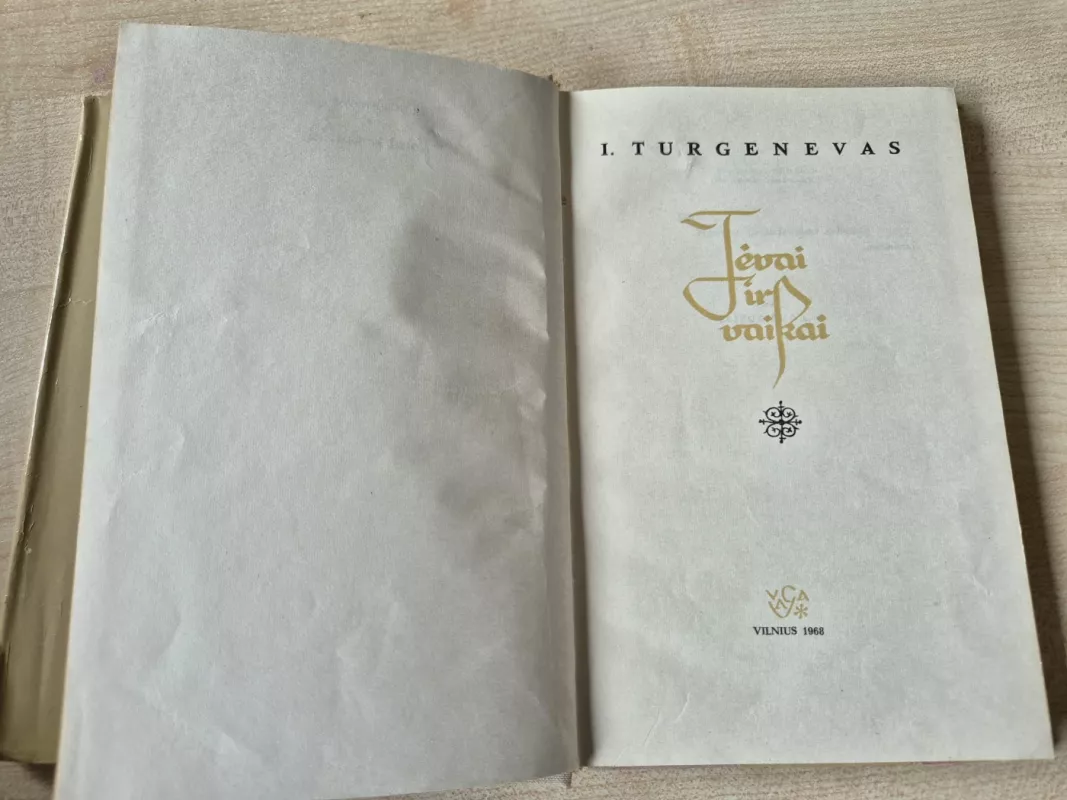 I. TURGENEVAS
Tėvai
ir
vaikai
VAGA
VILNIUS 1968